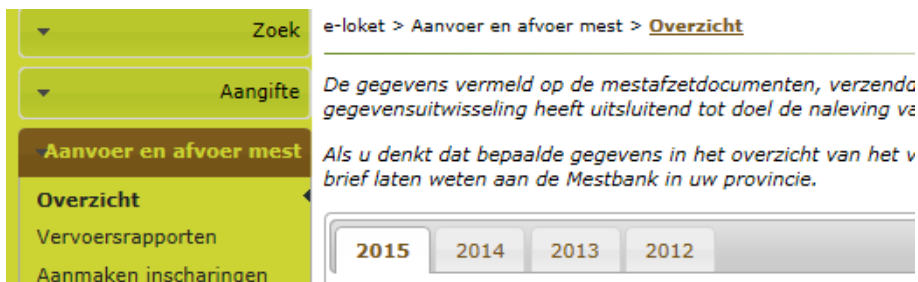 Zoek
Aangifte
Aanvoer en afvoer mest
Overzicht
Vervoersrapporten
Aanmaken inscharingen
e-loket > Aanvoer en afvoer mest > Overzicht
De gegevens vermeld op de mestafzetdocumenten,
gegevensuitwisseling heeft uitsluitend tot doel de naleving
Als u denkt dat bepaalde gegevens in het overzicht van het
brief laten weten aan de Mestbank in uw provincie.
2015 2014 2013 2012